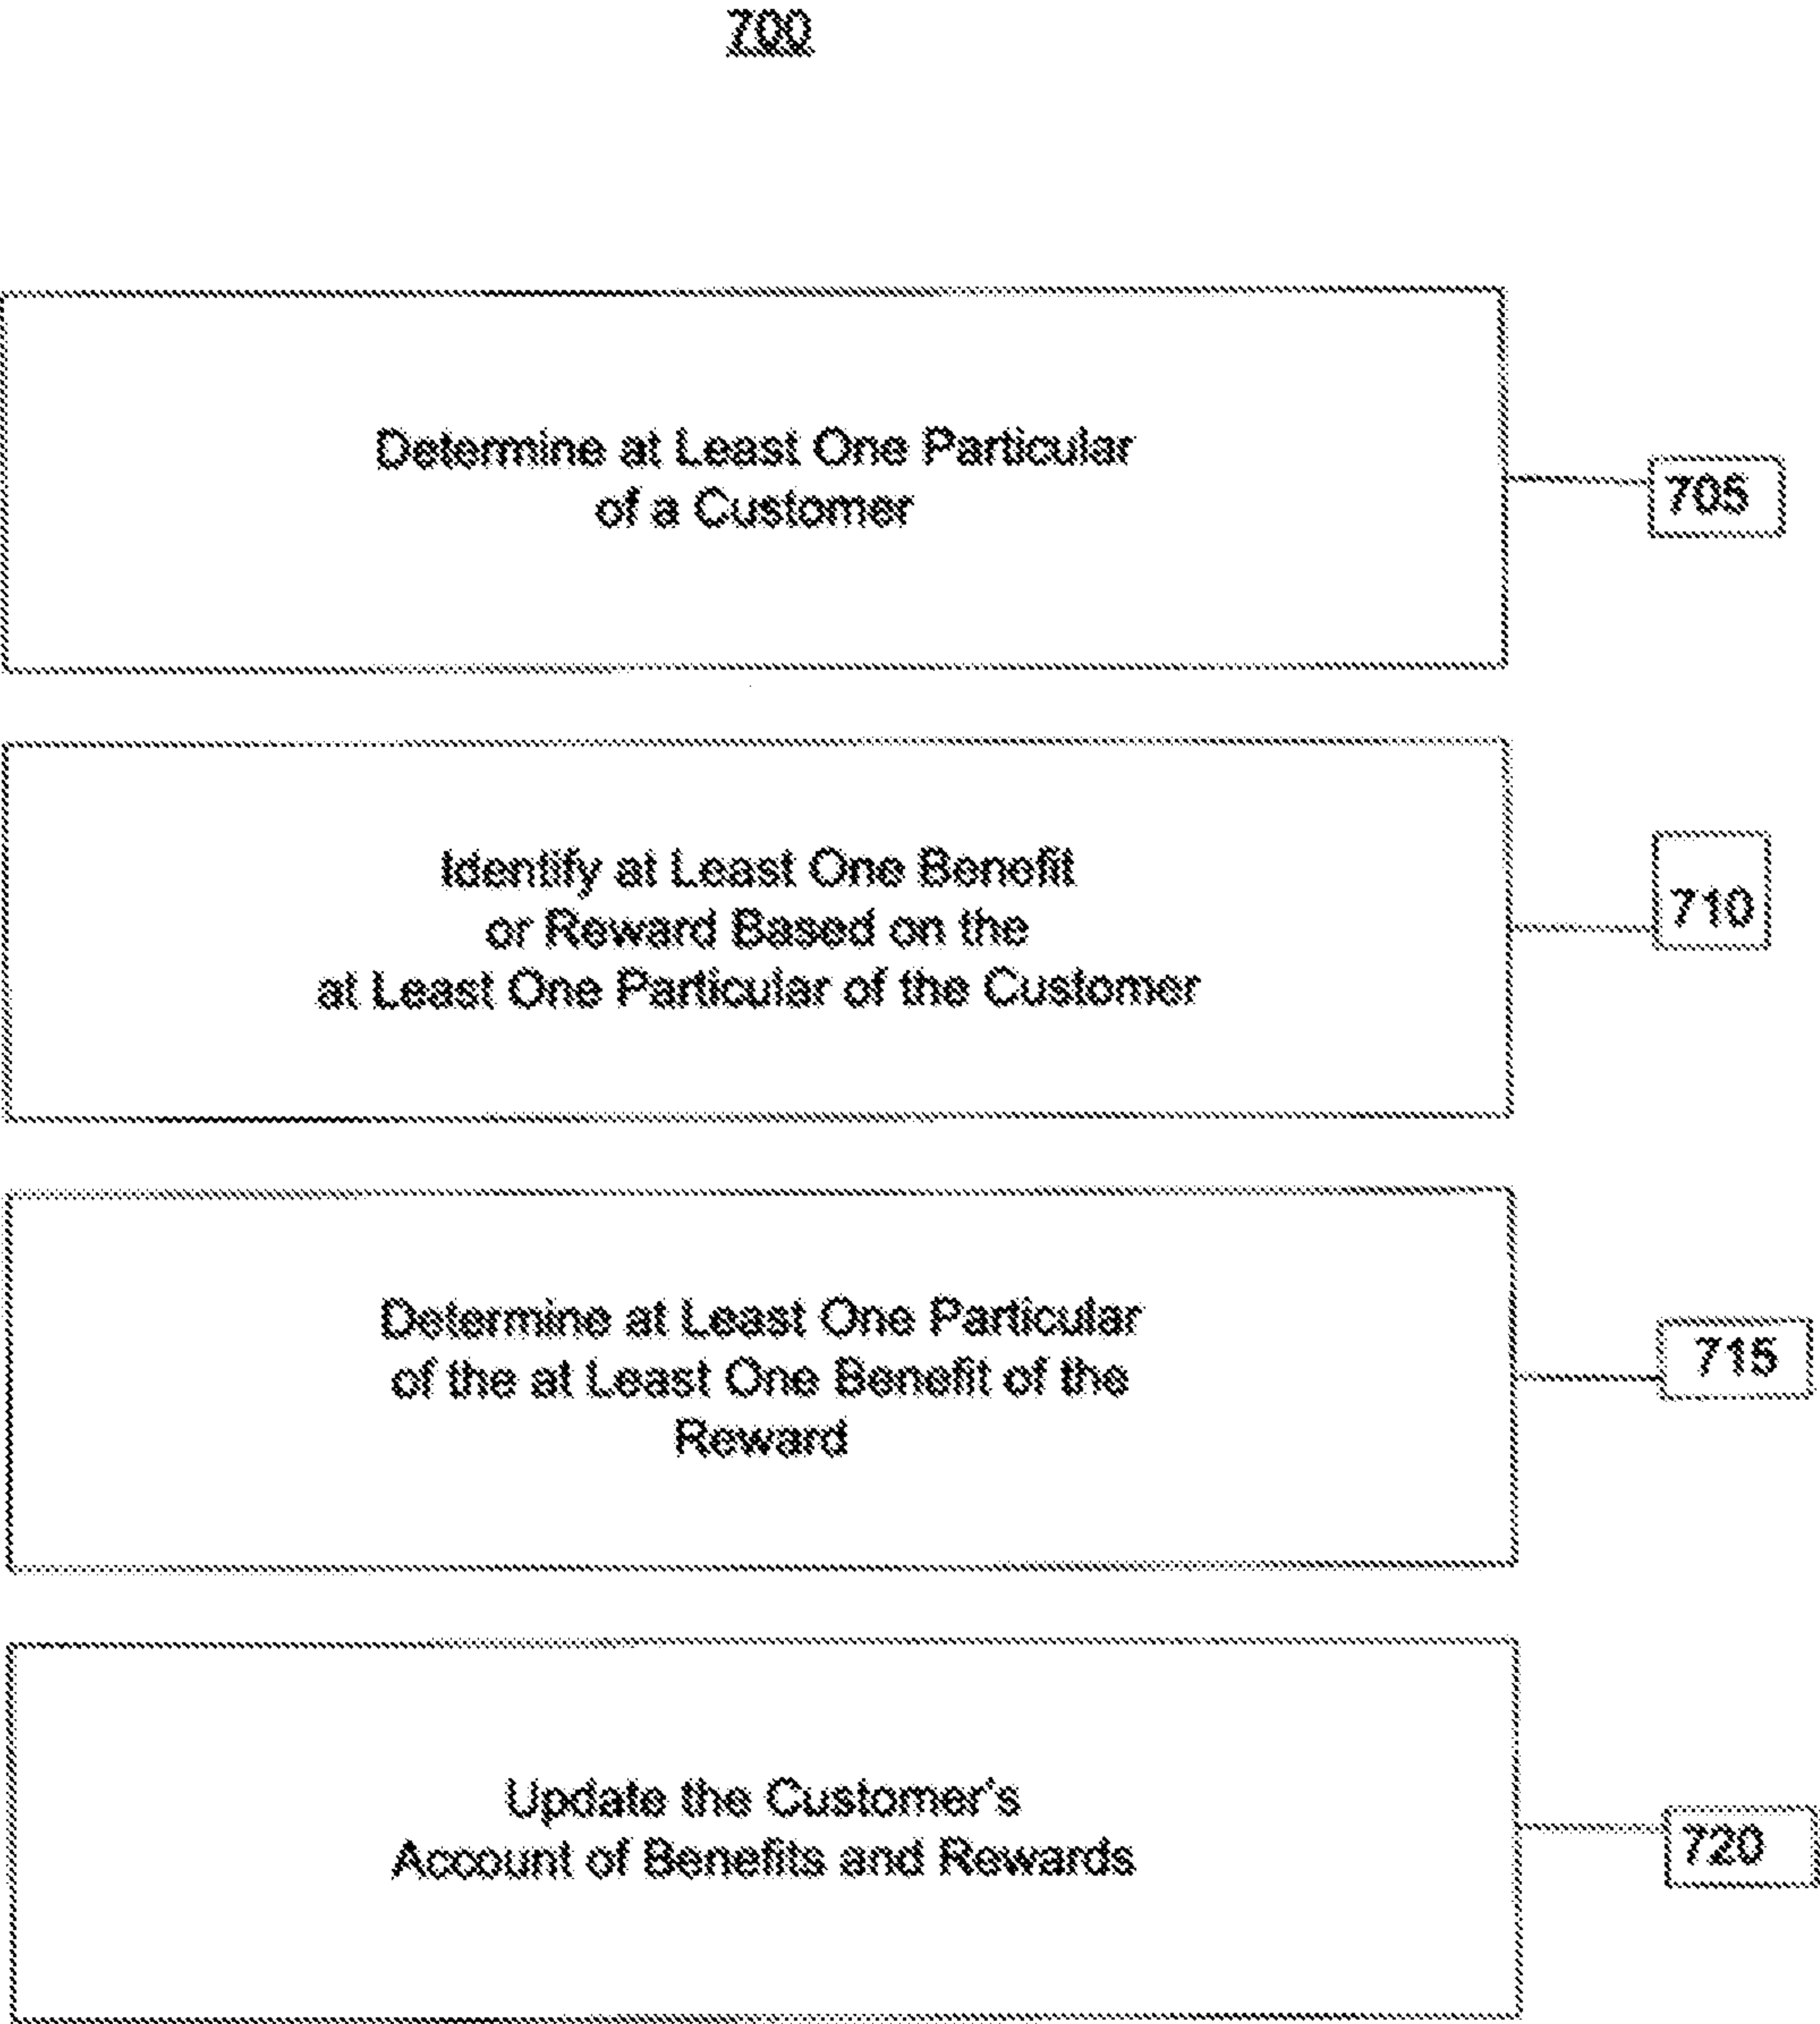 700
Determine at Least One Particular
of a Customer
705
Identify at Least One Benefit
or Reward Based on the
at Least One Particular of the Customer
710
Determine at Least One Particular
of the at Least One Benefit of the
Reward
715
Update the Customer's
Account of Benefits and Rewards
720